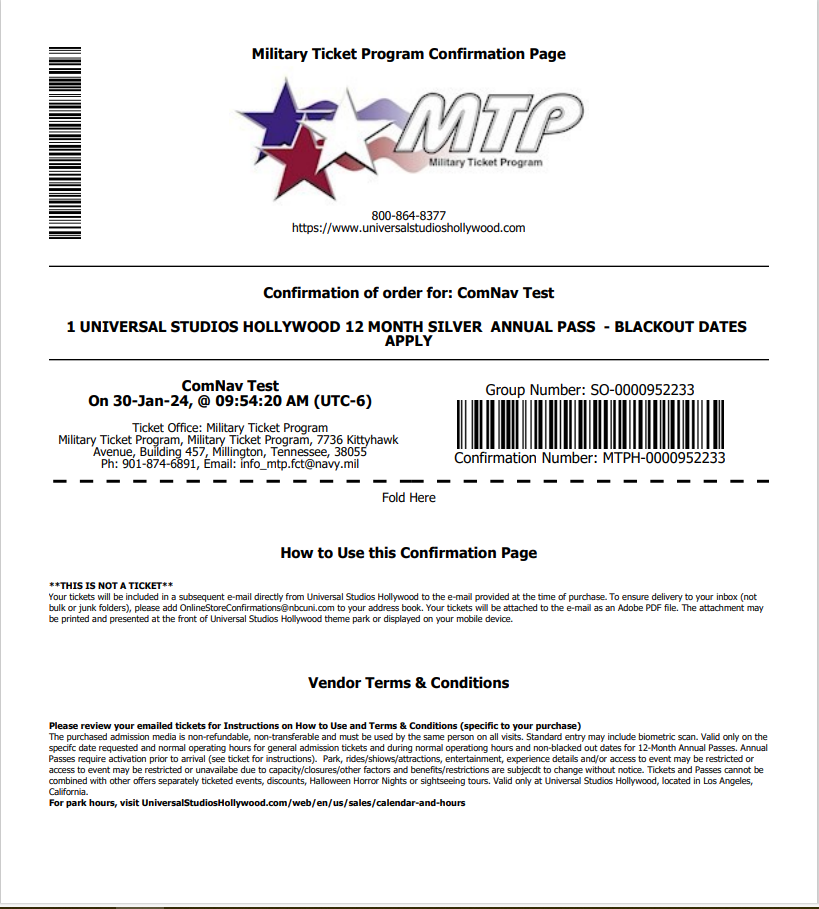 Military Ticket Program Confirmation Page
MTP
Military Ticket Program
800-864-8377
https://www.universalstudioshollywood.com
Confirmation of order for: ComNav Test
1 UNIVERSAL STUDIOS HOLLYWOOD 12 MONTH SILVER  ANNUAL PASS  - BLACKOUT DATES
APPLY
ComNav Test
On 30-Jan-24, @ 09:54:20 AM (UTC-6)
Ticket Office: Military Ticket Program
Military Ticket Program, Military Ticket Program, 7736 Kittyhawk
Avenue, Building 457, Millington, Tennessee, 38055
Ph: 901-874-6891, Email: info_mtp.fct@navy.mil
Group Number: SO-0000952233
Confirmation Number: MTPH-0000952233
Fold Here
How to Use this Confirmation Page
**THIS IS NOT A TICKET**
Your tickets will be included in a subsequent e-mail directly from Universal Studios Hollywood to the e-mail provided at the time of purchase. To ensure delivery to your inbox (not
bulk or junk folders), please add OnlineStoreConfirmations@nbcuni.com to your address book. Your tickets will be attached to the e-mail as an Adobe PDF file. The attachment may
be printed and presented at the front of Universal Studios Hollywood theme park or displayed on your mobile device.
Vendor Terms & Conditions
Please review your emailed tickets for Instructions on How to Use and Terms & Conditions (specific to your purchase)
The purchased admission media is non-refundable, non-transferable and must be used by the same person on all visits. Standard entry may include biometric scan. Valid only on the
specifc date requested and normal operating hours for general admission tickets and during normal operationg hours and non-blacked out dates for 12-Month Annual Passes. Annual
Passes require activation prior to arrival (see ticket for instructions).  Park, rides/shows/attractions, entertainment, experience details and/or access to event may be restricted or
access to event may be restricted or unavailabe due to capacity/closures/other factors and benefits/restrictions are subjecdt to change without notice. Tickets and Passes cannot be
combined with other offers separately ticketed events, discounts, Halloween Horror Nights or sightseeing tours. Valid only at Universal Studios Hollywood, located in Los Angeles,
California.
For park hours, visit UniversalStudiosHollywood.com/web/en/us/sales/calendar-and-hours